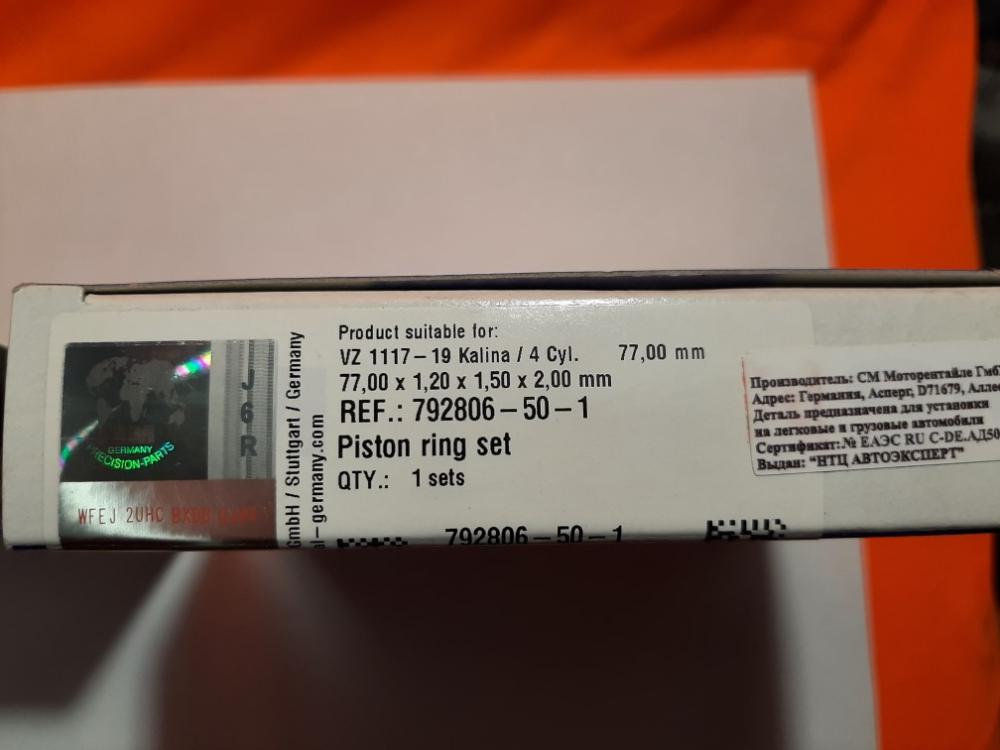 Product suitable for:
VZ 1117–19 Kalina / 4 Cyl. 77,00 mm
77,00 x 1,20 x 1,50 x 2,00 mm
REF.: 792806–50–1
Piston ring set
QTY.: 1 sets
792806–50–1
GmbH / Stuttgart / Germany
al–germany.com
J6R
GERMANY
PRECISION-PARTS
WFEJ 2UHC
Производитель: СМ Моторентайле Гмб
Адрес: Германия, Асперг, D71679, Аллее
Деталь предназначена для установки
на легковые и грузовые автомобили
Сертификат:№ ЕАЭС RU C-DE.АД50
Выдан: "НТЦ АВТОЭКСПЕРТ"